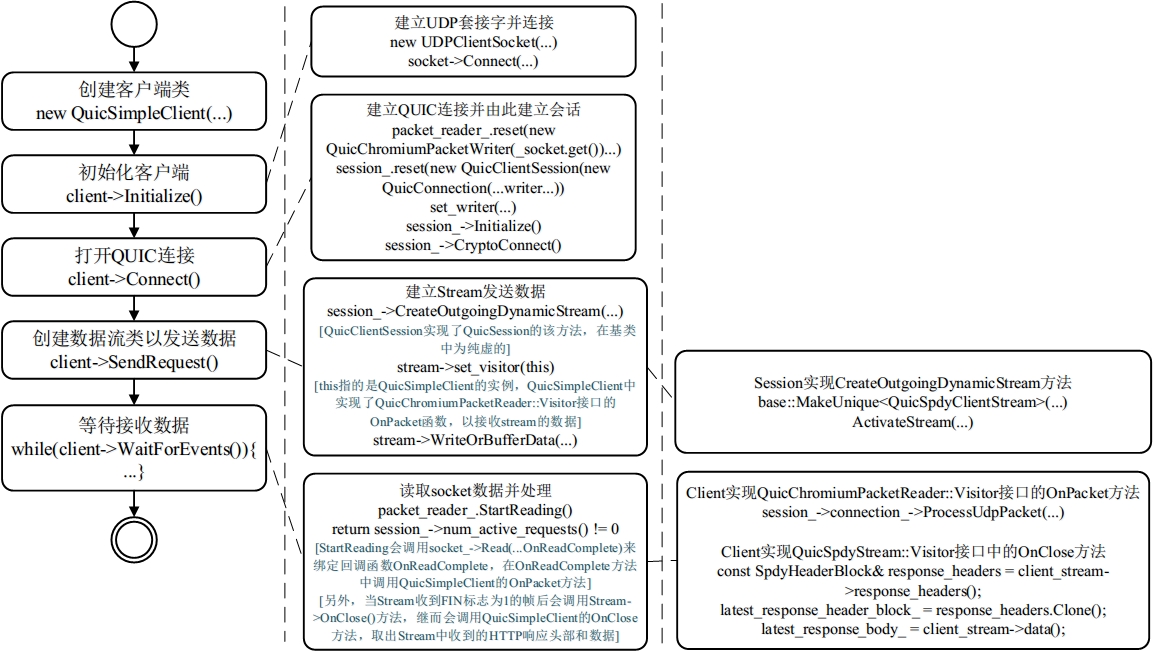 创建客户端类
new QuicSimpleClient(...)
初始化客户端
client->Initialize()
打开QUIC连接
client->Connect()
创建数据流类以发送数据
client->SendRequest()
等待接收数据
while(client->WaitForEvents()){
...}
建立UDP套接字并连接
new UDPClientSocket(...)
socket->Connect(...)
建立QUIC连接并由此建立会话
packet_reader_.reset(new
QuicChromiumPacketWriter(_socket.get())...)
session_.reset(new QuicClientSession(new
QuicConnection(...writer...))
set_writer(...)
session_->Initialize()
session_->CryptoConnect()
建立Stream发送数据
session_->CreateOutgoingDynamicStream(...)
[QuicClientSession实现了QuicSession的该方法，在基类
中为纯虚的]
stream->set_visitor(this)
[this指的是QuicSimpleClient的实例，QuicSimpleClient中
实现了QuicChromiumPacketReader::Visitor接口的
OnPacket函数，以接收stream的数据]
stream->WriteOrBufferData(...)
读取socket数据并处理
packet_reader_.StartReading()
return session_->num_active_requests() != 0
[StartReading会调用socket_->Read(...OnReadComplete)来
绑定回调函数OnReadComplete，在OnReadComplete方法
中调用QuicSimpleClient的OnPacket方法]
[另外，当Stream收到FIN标志为1的帧后会调用Stream-
>OnClose()方法，继而会调用QuicSimpleClient的OnClose
方法，取出Stream中收到的HTTP响应头部和数据]
Session实现CreateOutgoingDynamicStream方法
base::MakeUnique<QuicSpdyClientStream>(...)
ActivateStream(...)
Client实现QuicChromiumPacketReader::Visitor接口的OnPacket方法
session_->connection_->ProcessUdpPacket(...)
Client实现QuicSpdyStream::Visitor接口中的OnClose方法
const SpdyHeaderBlock& response_headers = client_stream-
>response_headers();
latest_response_header_block_ = response_headers.Clone();
latest_response_body_ = client_stream->data();